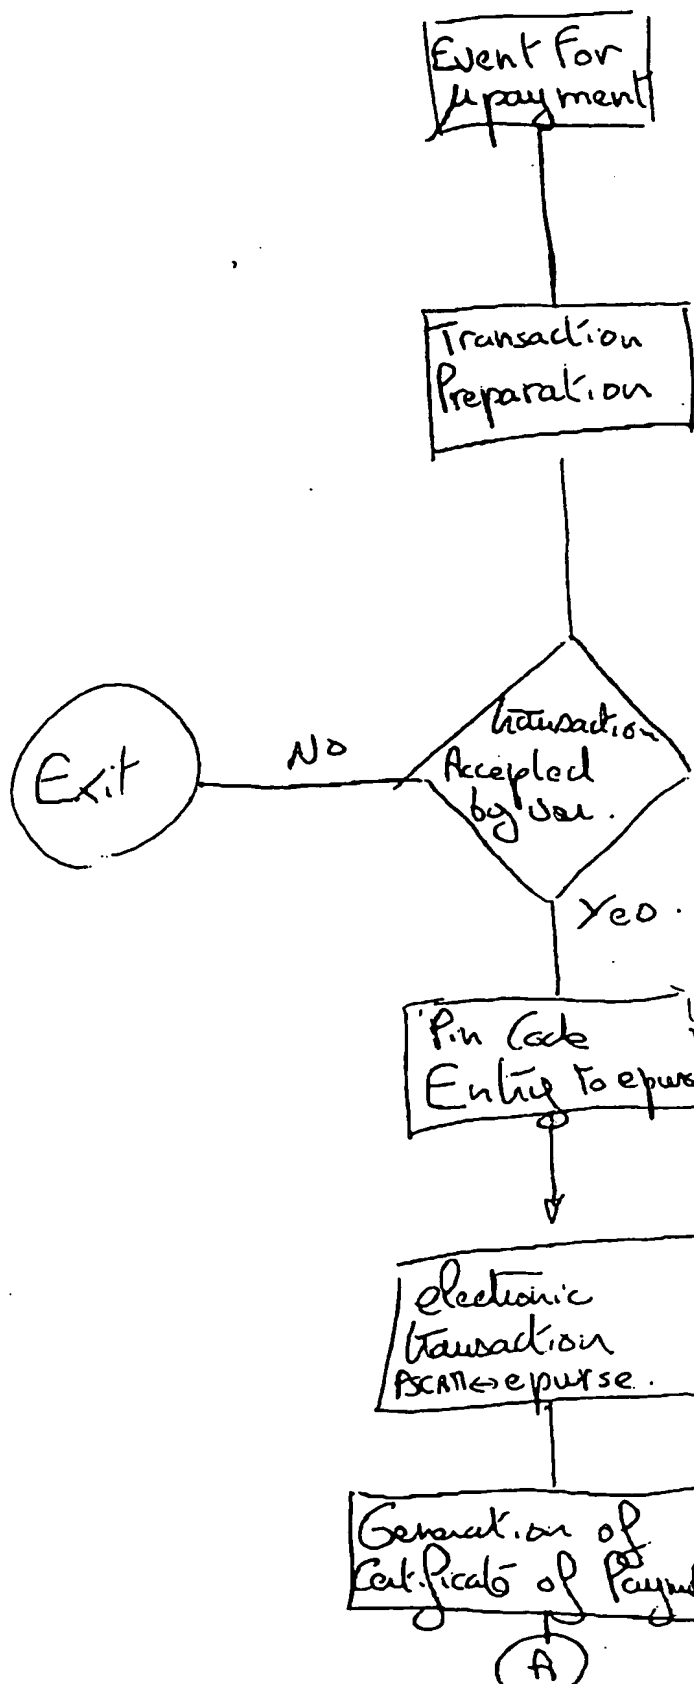 Event For
µpayment
Transaction
Preparation
transaction
Accepted
by User.
No
Exit
Yes.
Pin Code
Entry to epurse
electronic
transaction
PSCAM↔epurse.
Generation of
Certificate of Paym
A